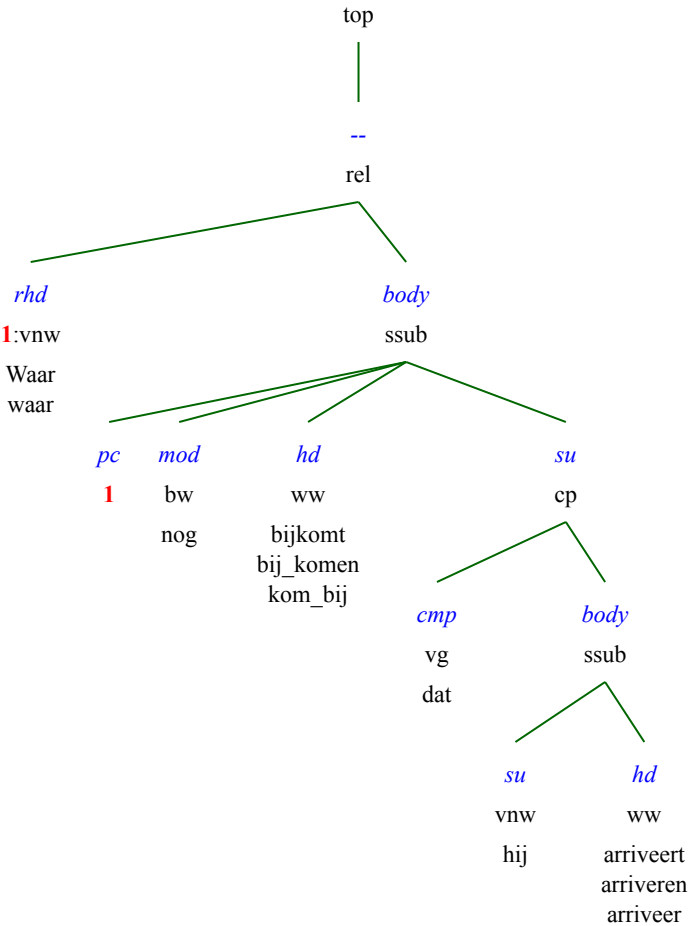 top
--
rel
rhd body
1:vnw ssub
Waar
waar
pc mod hd su
1 bw ww cp
nog bijkomt
bij_komen
kom_bij
cmp body
vg ssub
dat
su hd
vnw ww
hij arriveert
arriveren
arriveer